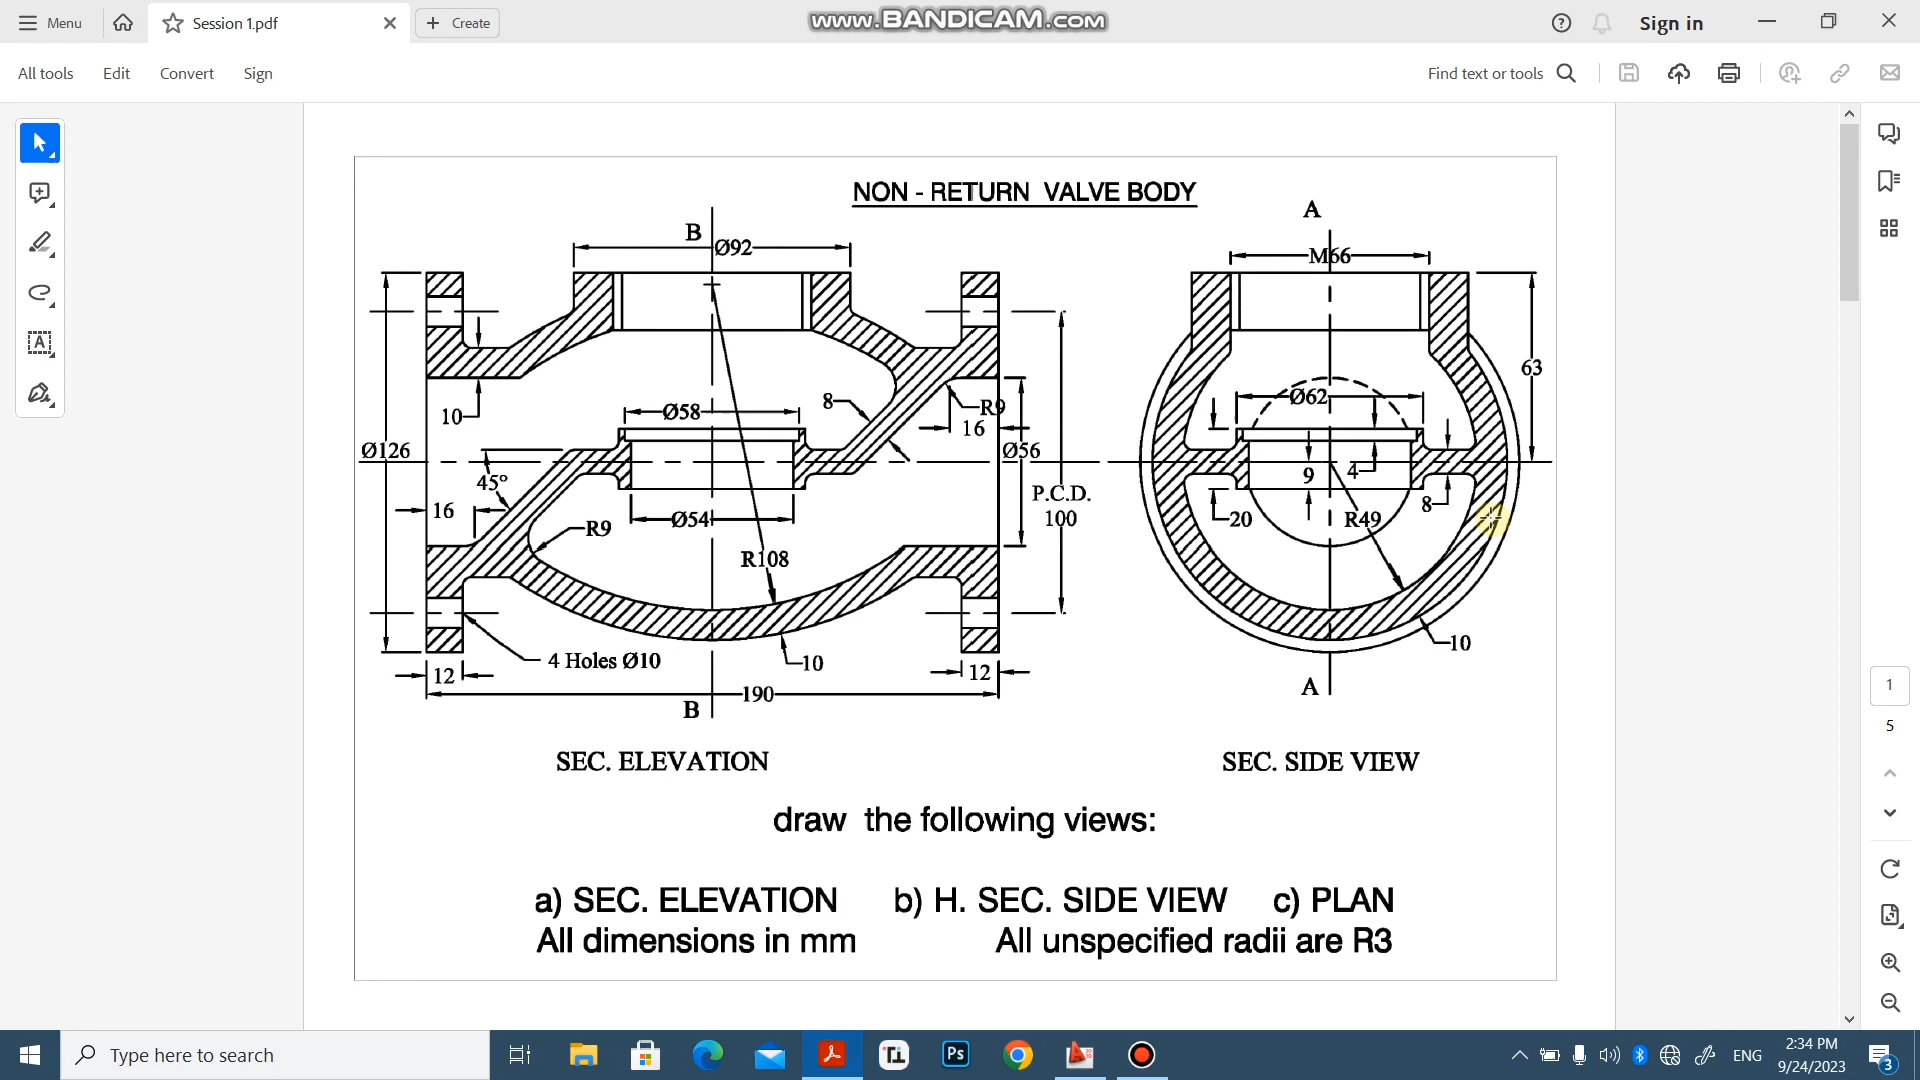 Menu
Session 1.pdf
Create
www.BANDICAM.com
Sign in
All tools
Edit
Convert
Sign
Find text or tools
NON - RETURN VALVE BODY
A
B
Ø92
M66
63
10
Ø58
8
R9
16
Ø62
Ø126
Ø56
45°
9
4
16
P.C.D.
100
R9
Ø54
20
R49
8
R108
4 Holes Ø10
10
10
12
12
190
B
A
SEC. ELEVATION
SEC. SIDE VIEW
draw the following views:
a) SEC. ELEVATION b) H. SEC. SIDE VIEW c) PLAN
All dimensions in mm All unspecified radii are R3
1
5
Type here to search
Ps
ENG
2:34 PM
9/24/2023
3